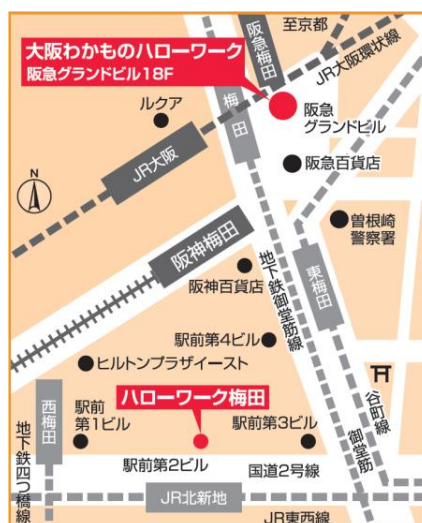 至京都
阪急梅田
大阪わかものハローワーク
阪急グランドビル18F
JR大阪環状線
梅田
ルクア
阪急
グランドビル
JR大阪
阪急百貨店
N
曽根崎
警察署
阪神梅田
阪神百貨店
地下鉄御堂筋線
東梅田
駅前第4ビル
ヒルトンプラザイースト
ハローワーク梅田
西梅田
駅前
第1ビル
駅前第3ビル
谷町線
御堂筋
地下鉄四つ橋線
駅前第2ビル
国道2号線
JR北新地
JR東西線